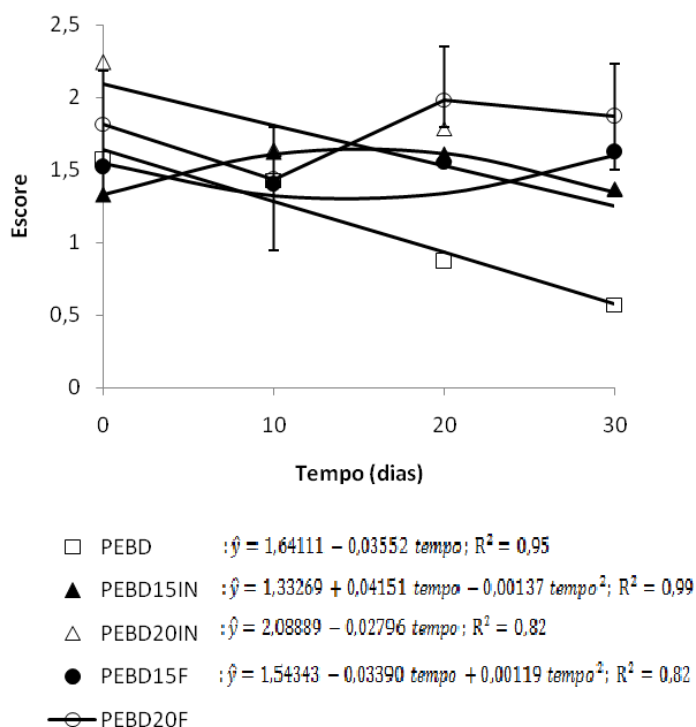 2,5
2
1,5
1
0,5
0
Escore
0 10 20 30
Tempo (dias)
PEBD : ŷ = 1,64111 − 0,03552 tempo; R² = 0,95
PEBD15IN : ŷ = 1,33269 + 0,04151 tempo − 0,00137 tempo²; R² = 0,99
PEBD20IN : ŷ = 2,08889 − 0,02796 tempo; R² = 0,82
PEBD15F : ŷ = 1,54343 − 0,03390 tempo + 0,00119 tempo²; R² = 0,82
PEBD20F